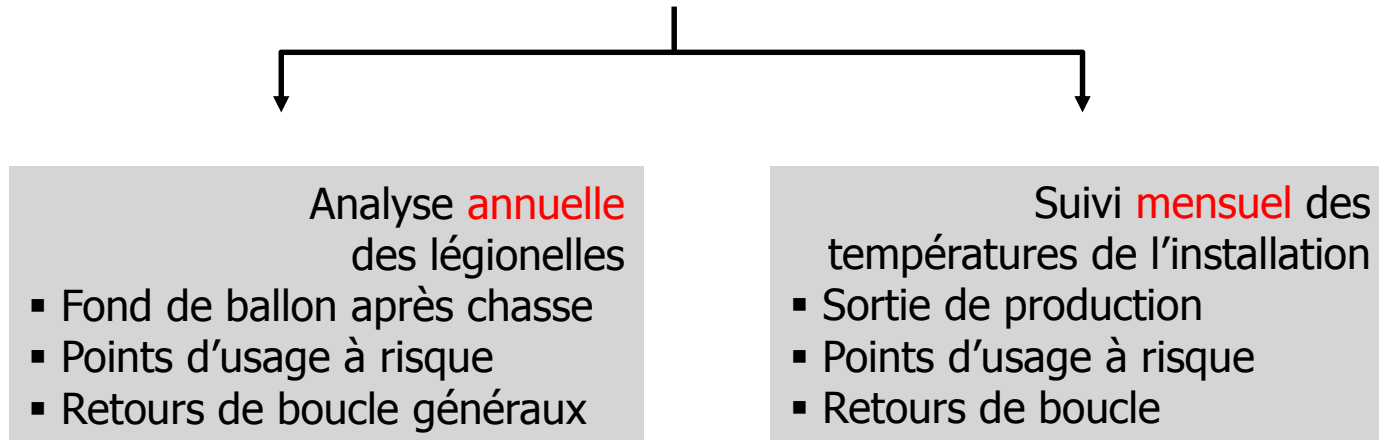 Analyse annuelle
des légionelles
▪ Fond de ballon après chasse
▪ Points d’usage à risque
▪ Retours de boucle généraux
Suivi mensuel des
températures de l’installation
▪ Sortie de production
▪ Points d’usage à risque
▪ Retours de boucle